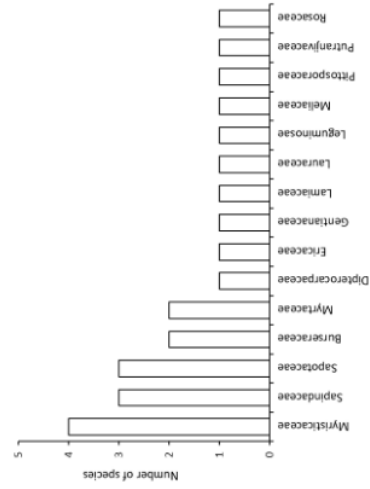 Rosaceae
Putranjivaceae
Pittosporaceae
Meliaceae
Leguminosae
Lauraceae
Lamiaceae
Gentianaceae
Ericaceae
Dipterocarpaceae
Myrtaceae
Burseraceae
Sapotaceae
Sapindaceae
Myristicaceae
5
4
3
2
1
0
Number of species